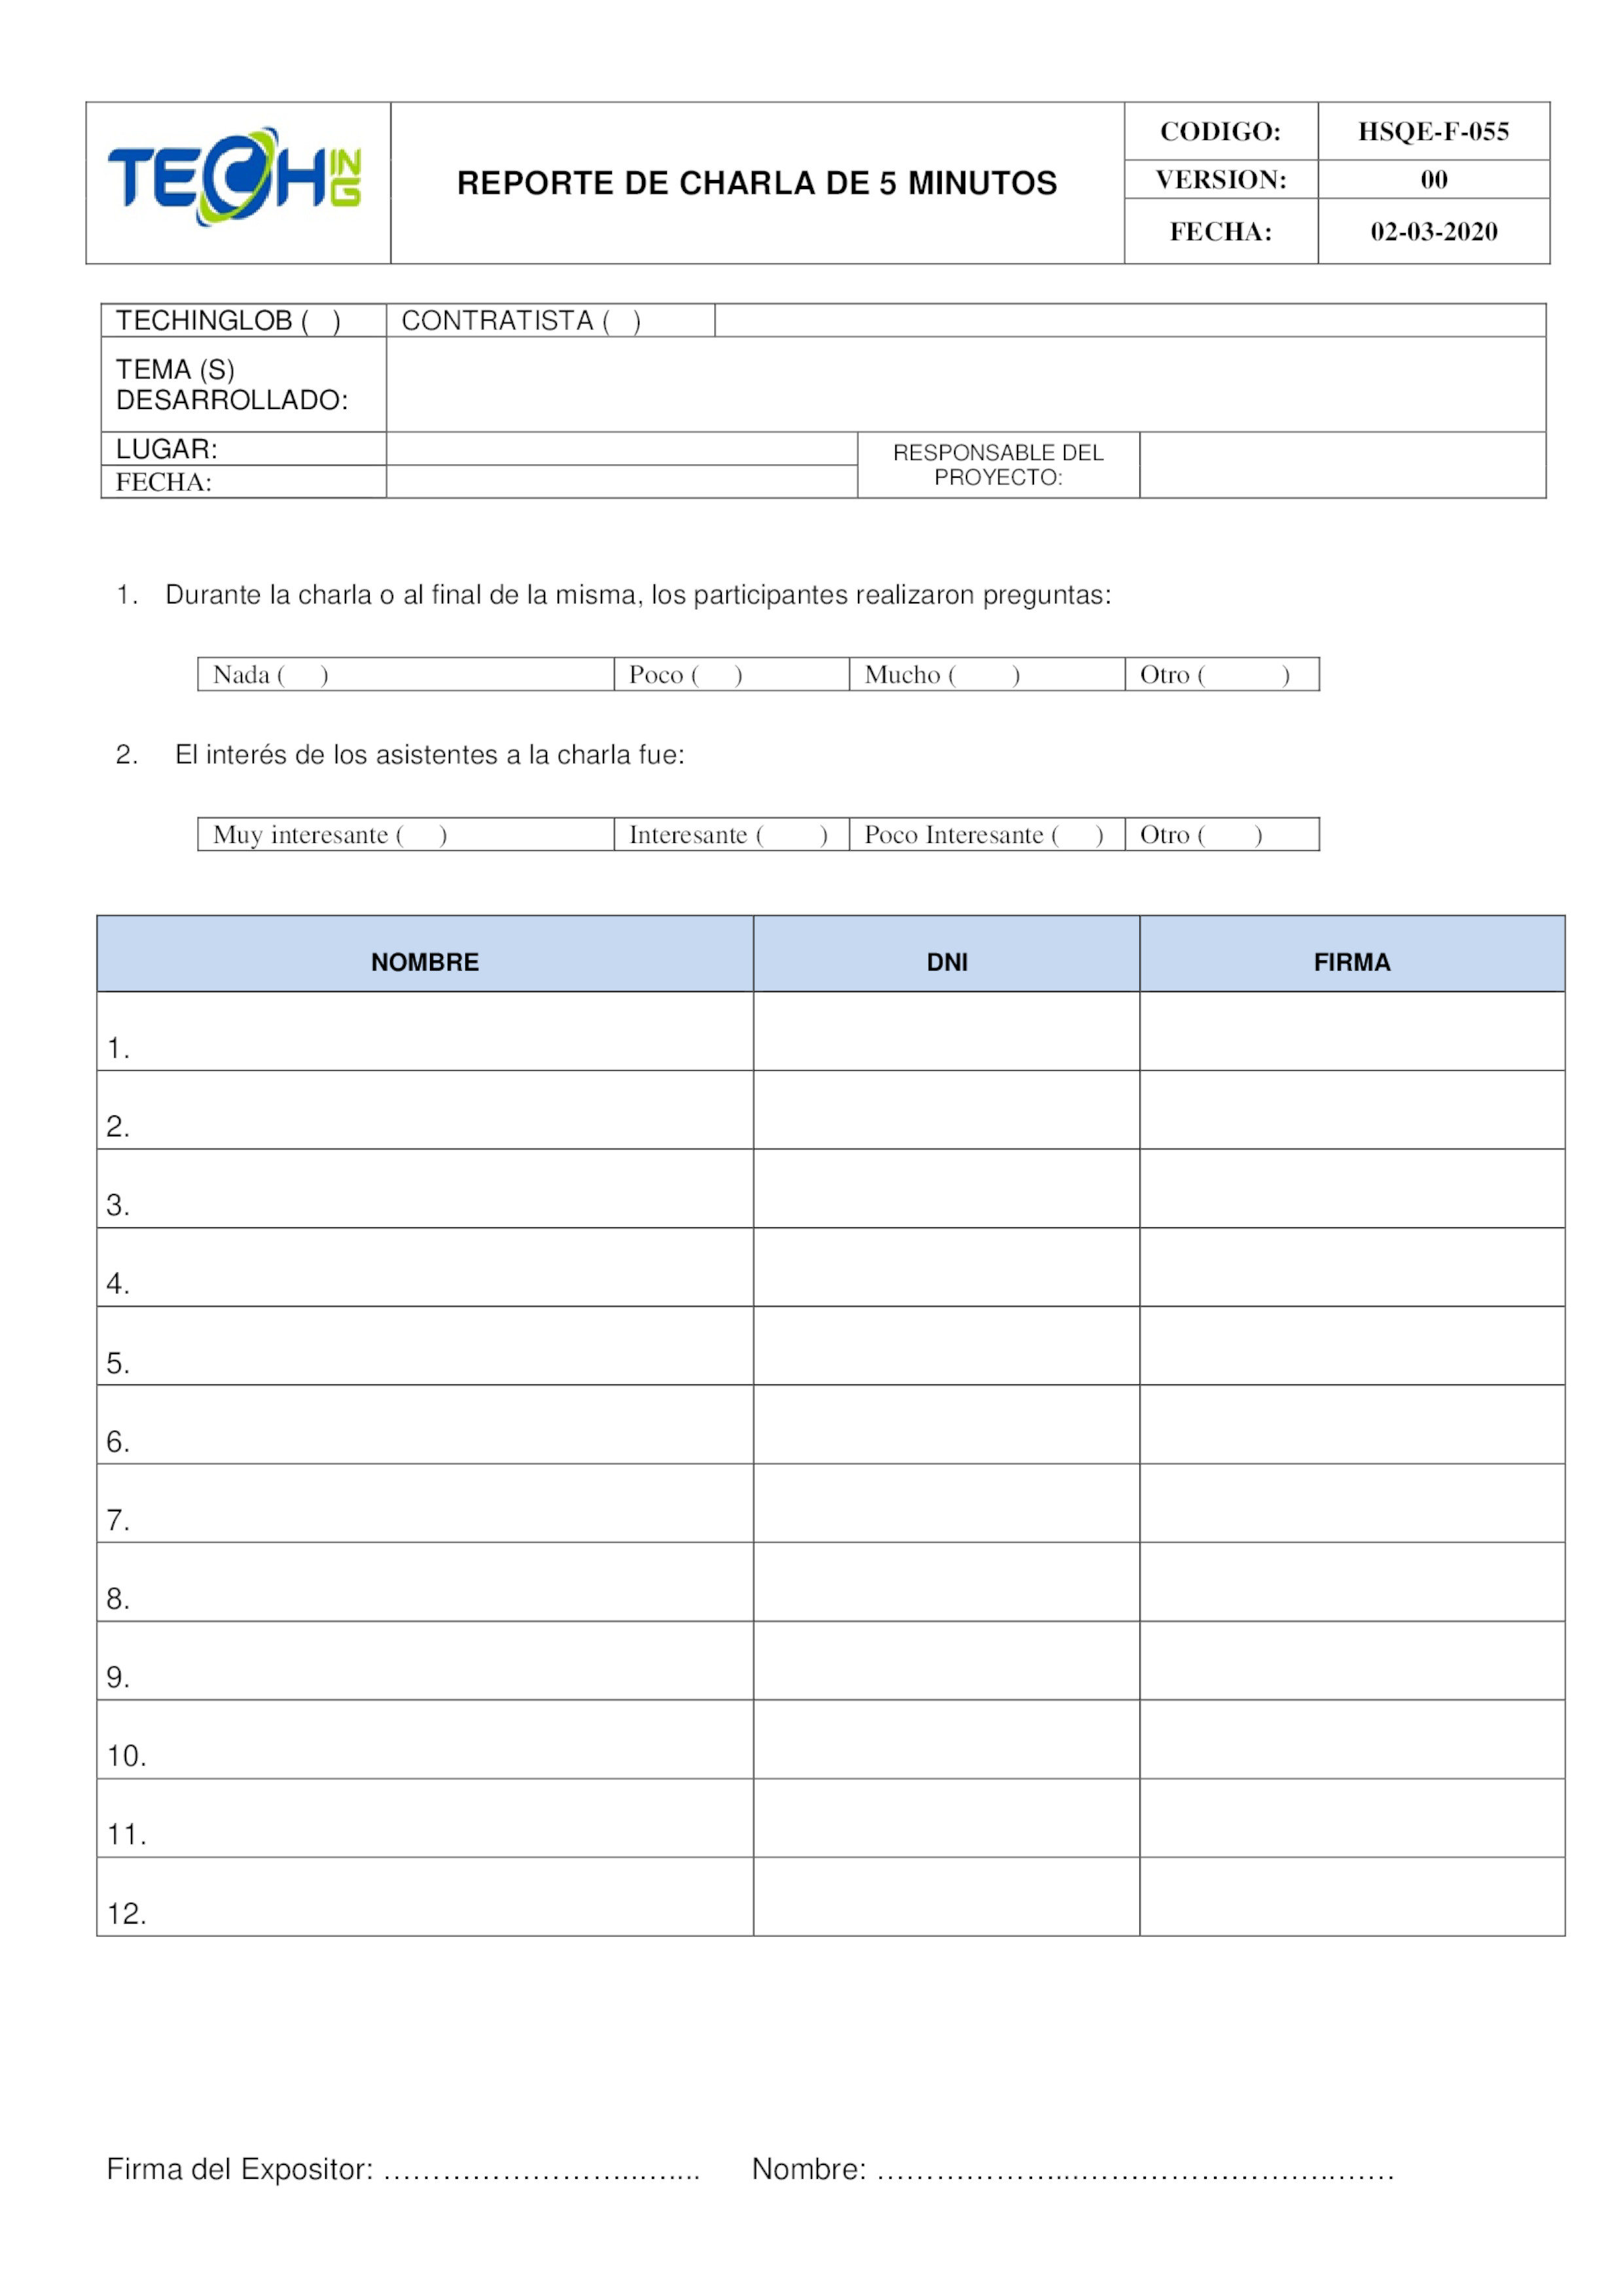 TECHING
REPORTE DE CHARLA DE 5 MINUTOS
CODIGO: HSQE-F-055
VERSION: 00
FECHA: 02-03-2020
TECHINGLOB (   ) CONTRATISTA (   )
TEMA (S)
DESARROLLADO:
LUGAR:
FECHA:
RESPONSABLE DEL
PROYECTO:
1. Durante la charla o al final de la misma, los participantes realizaron preguntas:
Nada (   ) Poco (   ) Mucho (   ) Otro (   )
2. El interés de los asistentes a la charla fue:
Muy interesante (   ) Interesante (   ) Poco Interesante (   ) Otro (   )
NOMBRE DNI FIRMA
1.
2.
3.
4.
5.
6.
7.
8.
9.
10.
11.
12.
Firma del Expositor: ……………………..….... Nombre: ………………...…………………….……